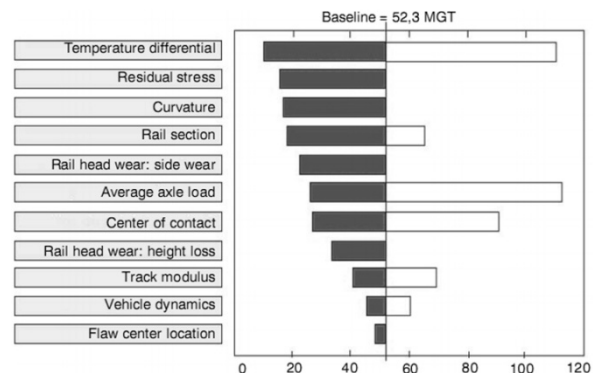 Baseline = 52,3 MGT
Temperature differential
Residual stress
Curvature
Rail section
Rail head wear: side wear
Average axle load
Center of contact
Rail head wear: height loss
Track modulus
Vehicle dynamics
Flaw center location
0 20 40 60 80 100 120